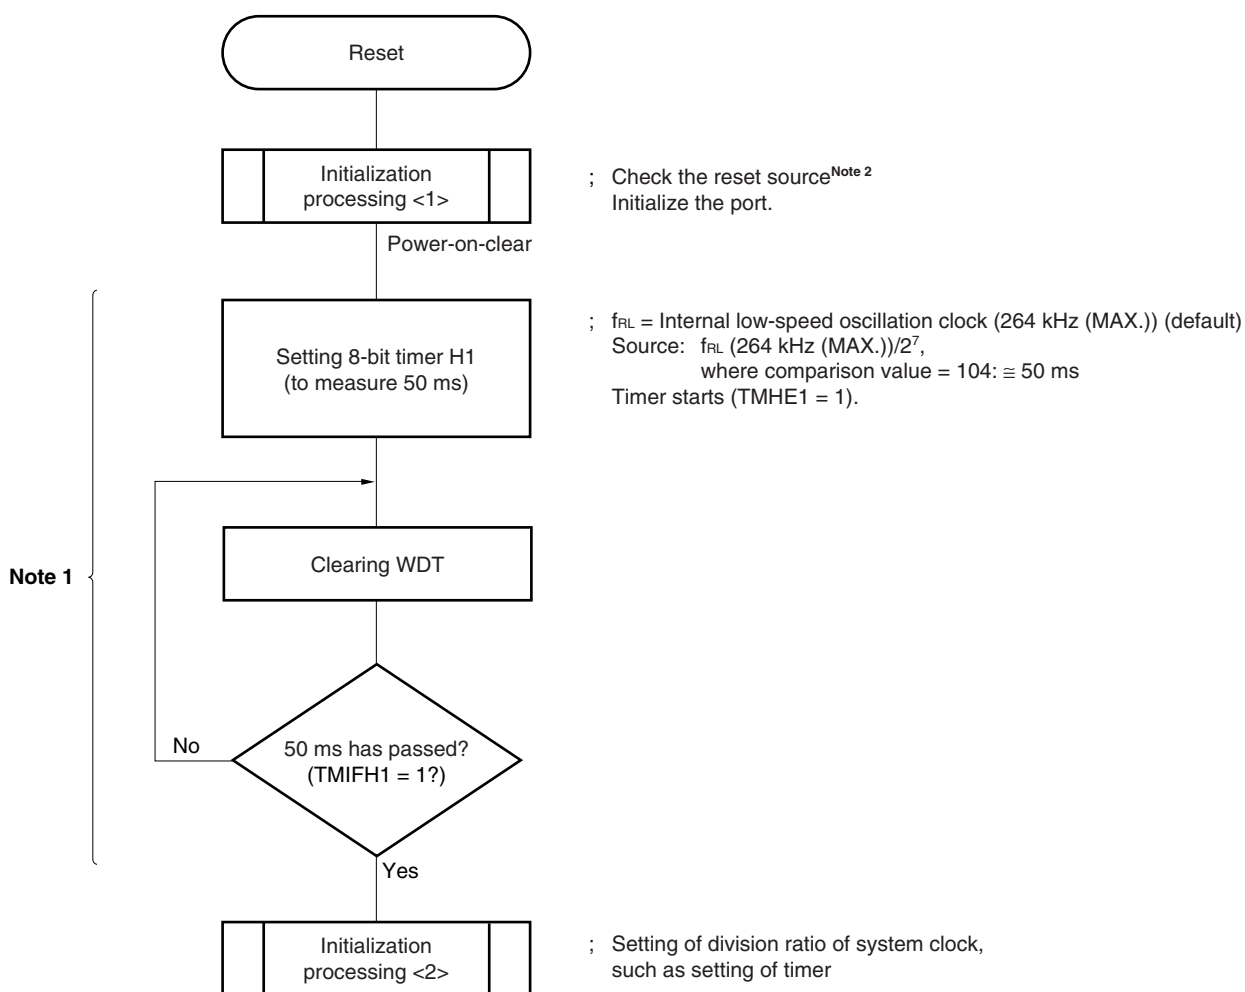 Reset
Initialization
processing <1>
; Check the reset source Note 2
Initialize the port.
Power-on-clear
Setting 8-bit timer H1
(to measure 50 ms)
; fRL = Internal low-speed oscillation clock (264 kHz (MAX.)) (default)
Source: fRL (264 kHz (MAX.))/2⁷,
where comparison value = 104: ≅ 50 ms
Timer starts (TMHE1 = 1).
Note 1
Clearing WDT
No
50 ms has passed?
(TMIFH1 = 1?)
Yes
Initialization
processing <2>
; Setting of division ratio of system clock,
such as setting of timer